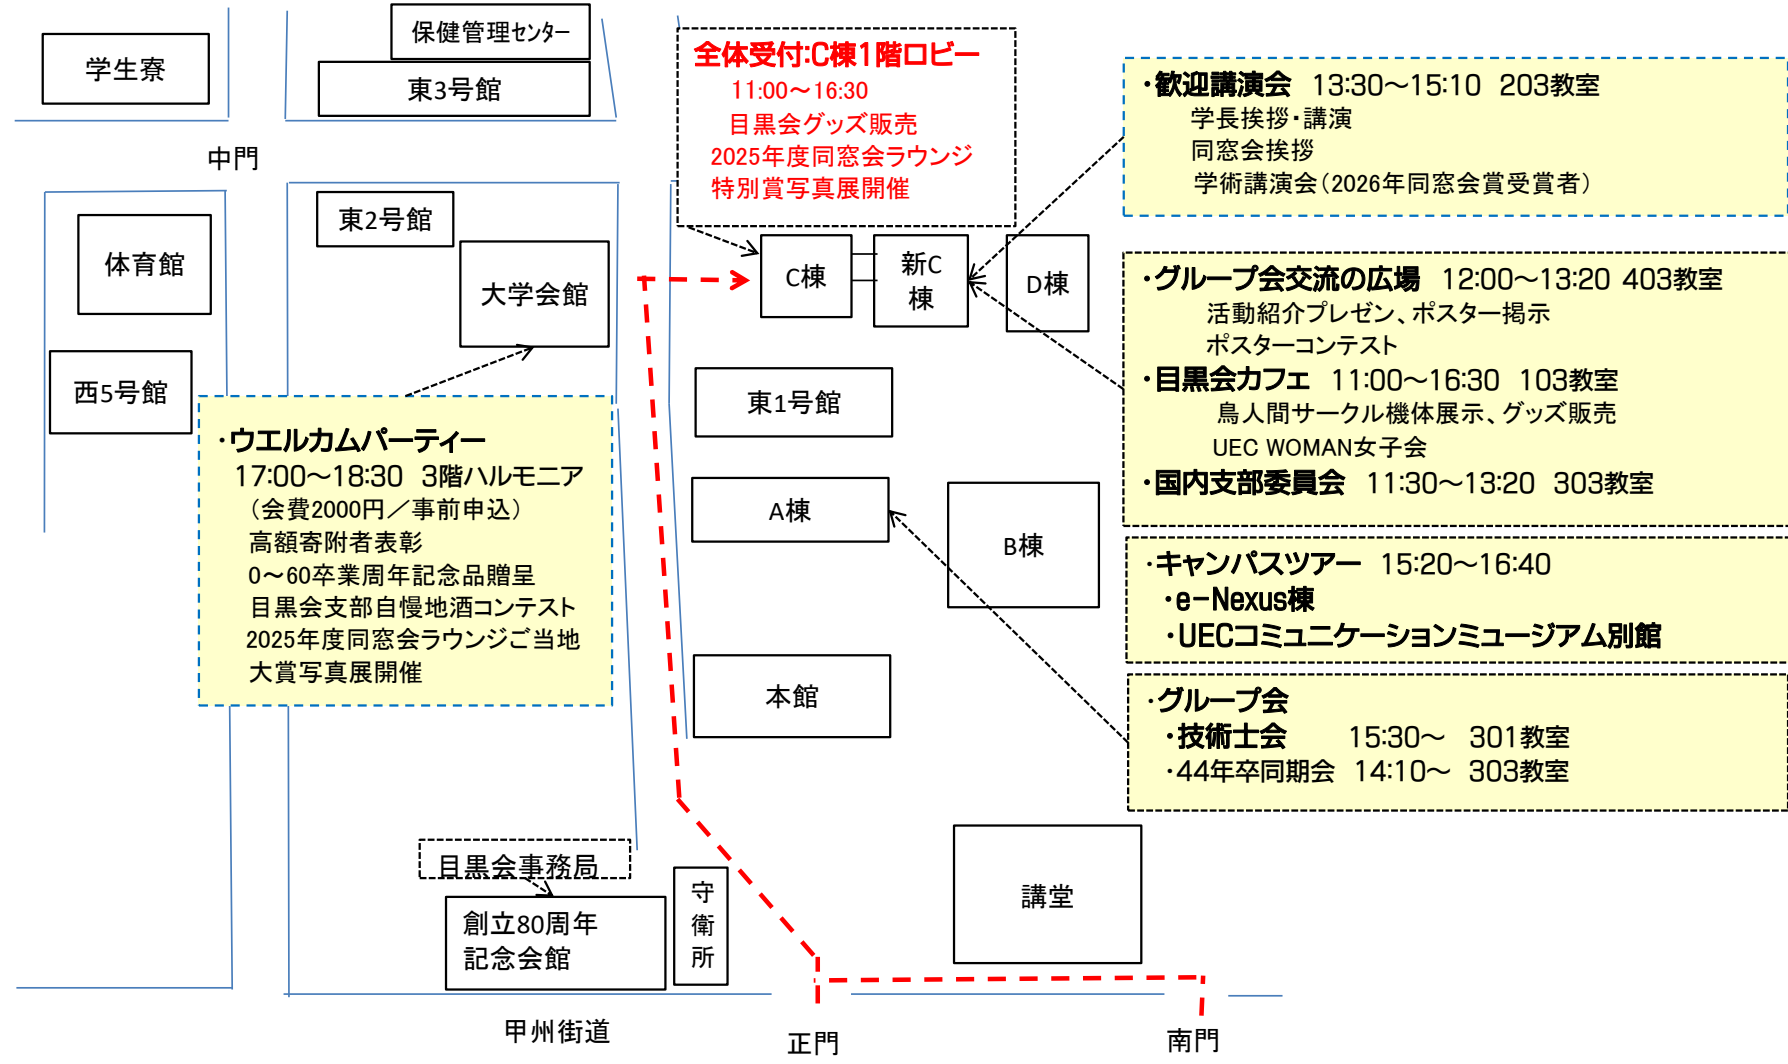 保健管理センター
学生寮
東3号館
中門
全体受付:C棟1階ロビー
11:00～16:30
目黒会グッズ販売
2025年度同窓会ラウンジ
特別賞写真展開催
・歓迎講演会 13:30～15:10 203教室
学長挨拶・講演
同窓会挨拶
学術講演会（2026年同窓会賞受賞者）
東2号館
体育館
大学会館
C棟
新C
棟
D棟
・グループ会交流の広場 12:00～13:20 403教室
活動紹介プレゼン、ポスター掲示
ポスターコンテスト
・目黒会カフェ 11:00～16:30 103教室
鳥人間サークル機体展示、グッズ販売
UEC WOMAN女子会
・国内支部委員会 11:30～13:20 303教室
西5号館
東1号館
・ウエルカムパーティー
17:00～18:30 3階ハルモニア
（会費2000円／事前申込）
高額寄附者表彰
0～60卒業周年記念品贈呈
目黒会支部自慢地酒コンテスト
2025年度同窓会ラウンジご当地
大賞写真展開催
A棟
B棟
・キャンパスツアー 15:20～16:40
・e－Nexus棟
・UECコミュニケーションミュージアム別館
本館
・グループ会
・技術士会 15:30～ 301教室
・44年卒同期会 14:10～ 303教室
目黒会事務局
創立80周年
記念会館
守
衛
所
講堂
甲州街道
正門
南門